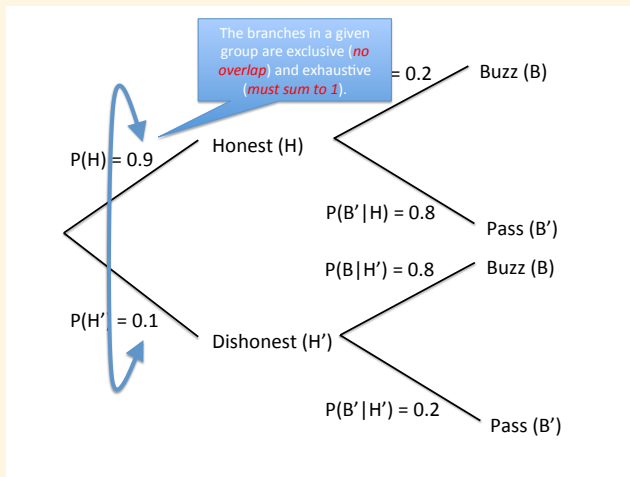 The branches in a given
group are exclusive (no
overlap) and exhaustive
(must sum to 1).
= 0.2
Buzz (B)
P(H) = 0.9
Honest (H)
P(B'|H) = 0.8
Pass (B')
P(B|H') = 0.8
Buzz (B)
P(H') = 0.1
Dishonest (H')
P(B'|H') = 0.2
Pass (B')